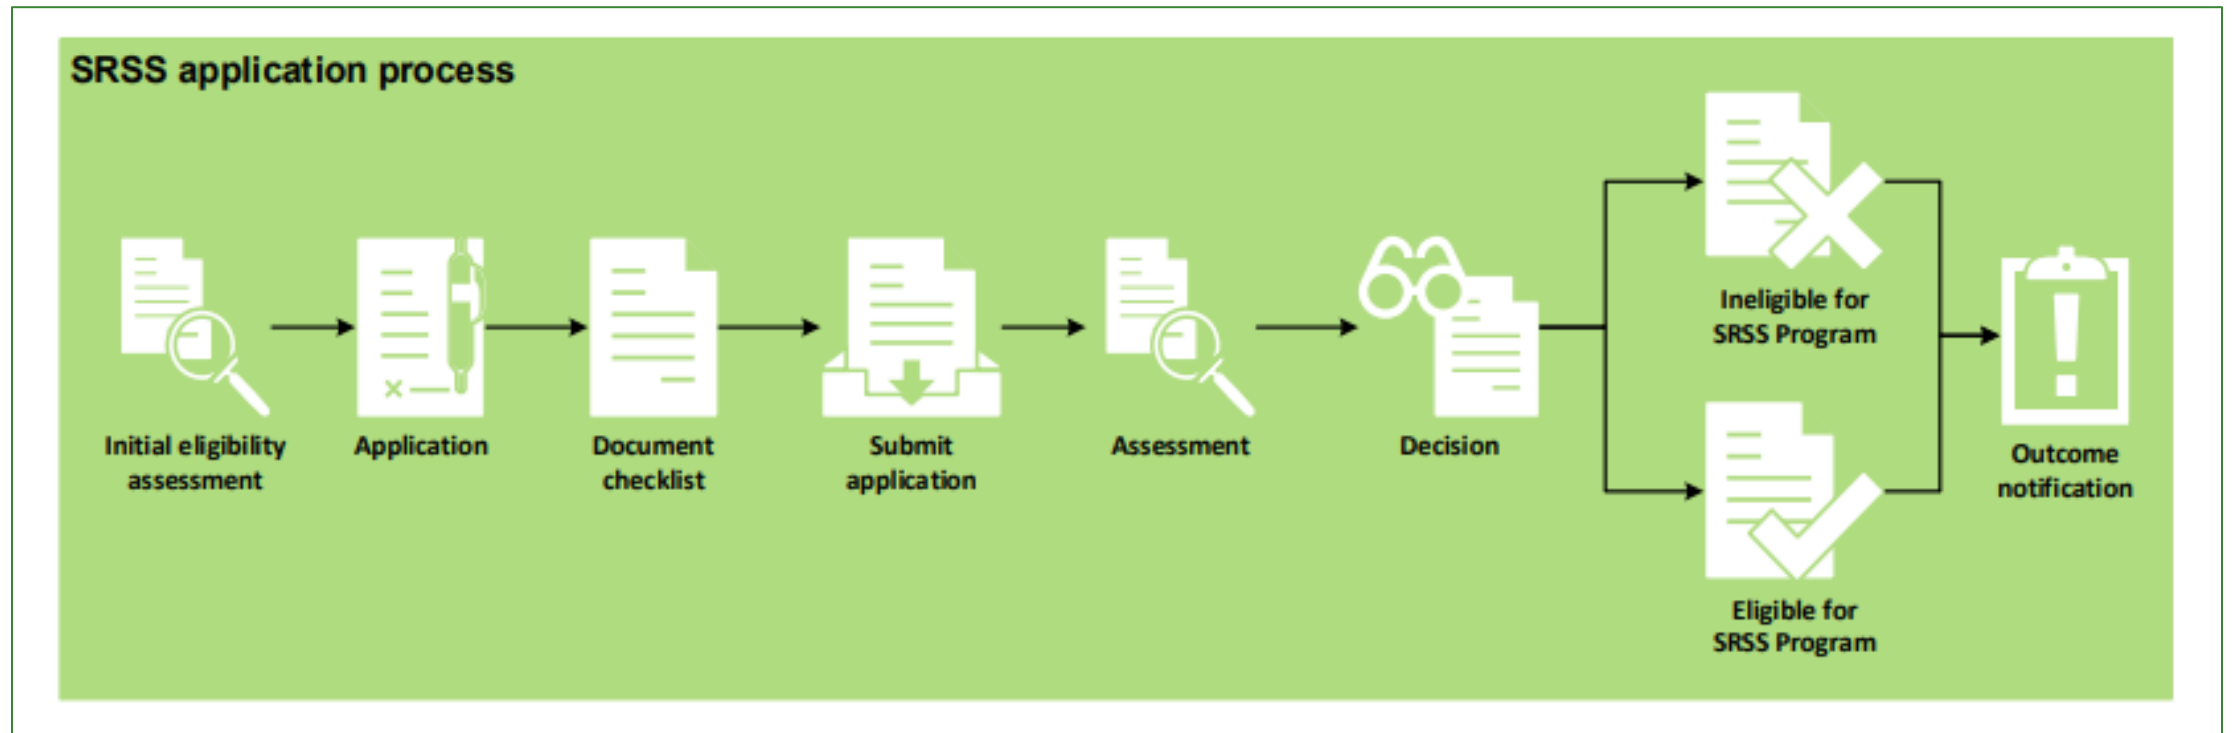 SRSS application process
Initial eligibility
assessment
Application
Document
checklist
Submit
application
Assessment
Decision
Ineligible for
SRSS Program
Eligible for
SRSS Program
Outcome
notification